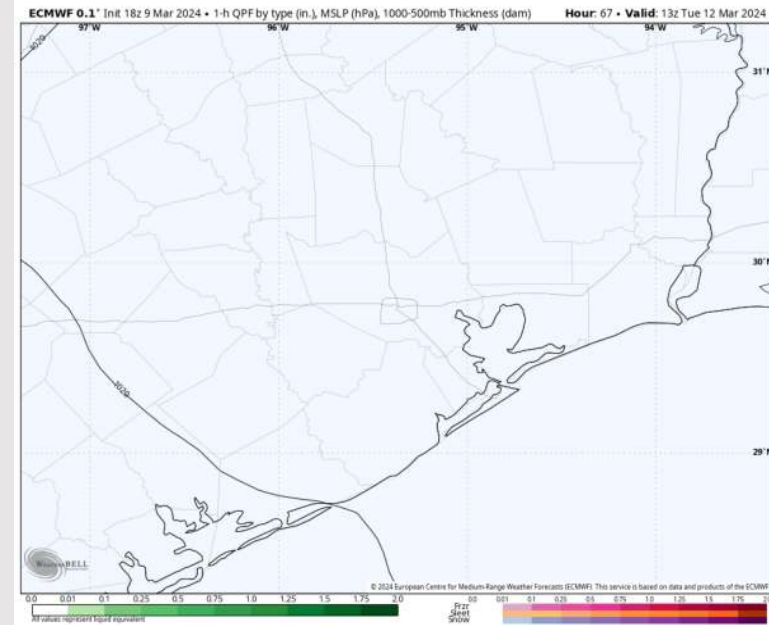 ECMWF 0.1° Init 18z 9 Mar 2024 • 1-h QPF by type (in.), MSLP (hPa), 1000-500mb Thickness (dam) Hour: 67 • Valid: 13z Tue 12 Mar 2024
97°W 96°W 95°W 94°W
1020
31°N
30°N
1020
29°N
WEATHERBELL
© 2024 European Centre for Medium-Range Weather Forecasts (ECMWF). This service is based on data and products of the ECMWF
0.0 0.01 0.1 0.25 0.5 0.75 1.0 1.25 1.5 1.75 2.0
All values represent liquid equivalent
0.0 0.01 0.1 0.25 0.5 0.75 1.0 1.25 1.5 1.75 2.0
Frzr
Sleet
Snow